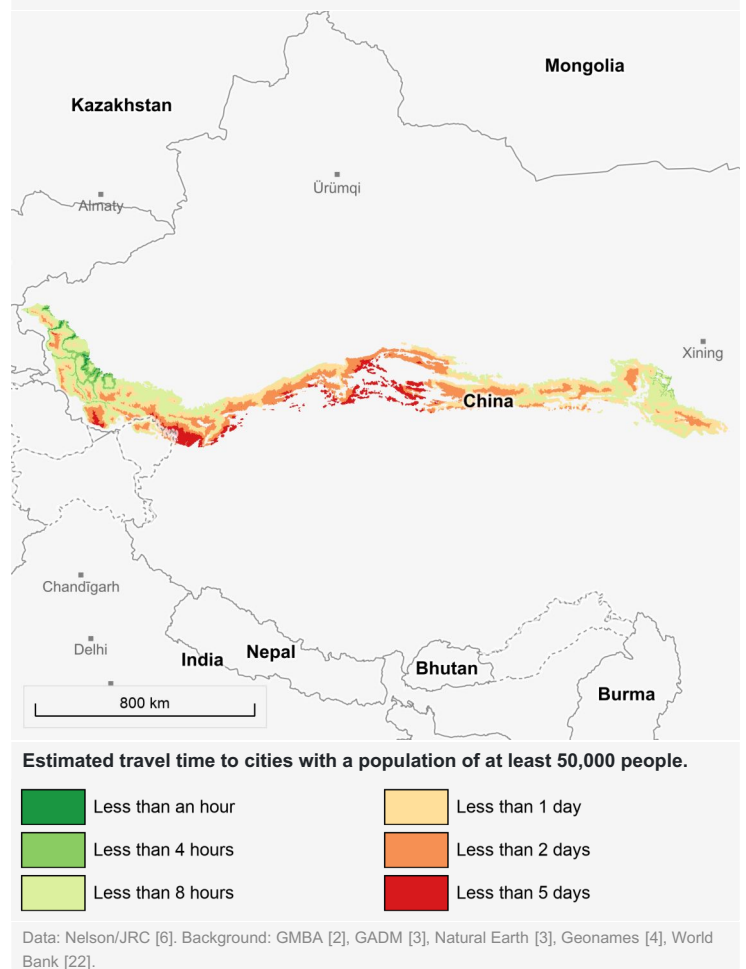 Mongolia
Kazakhstan
Ürümqi
Almaty
Xining
China
Chandīgarh
Delhi
India
Nepal
Bhutan
Burma
800 km
Estimated travel time to cities with a population of at least 50,000 people.
Less than an hour
Less than 1 day
Less than 4 hours
Less than 2 days
Less than 8 hours
Less than 5 days
Data: Nelson/JRC [6]. Background: GMBA [2], GADM [3], Natural Earth [3], Geonames [4], World
Bank [22].